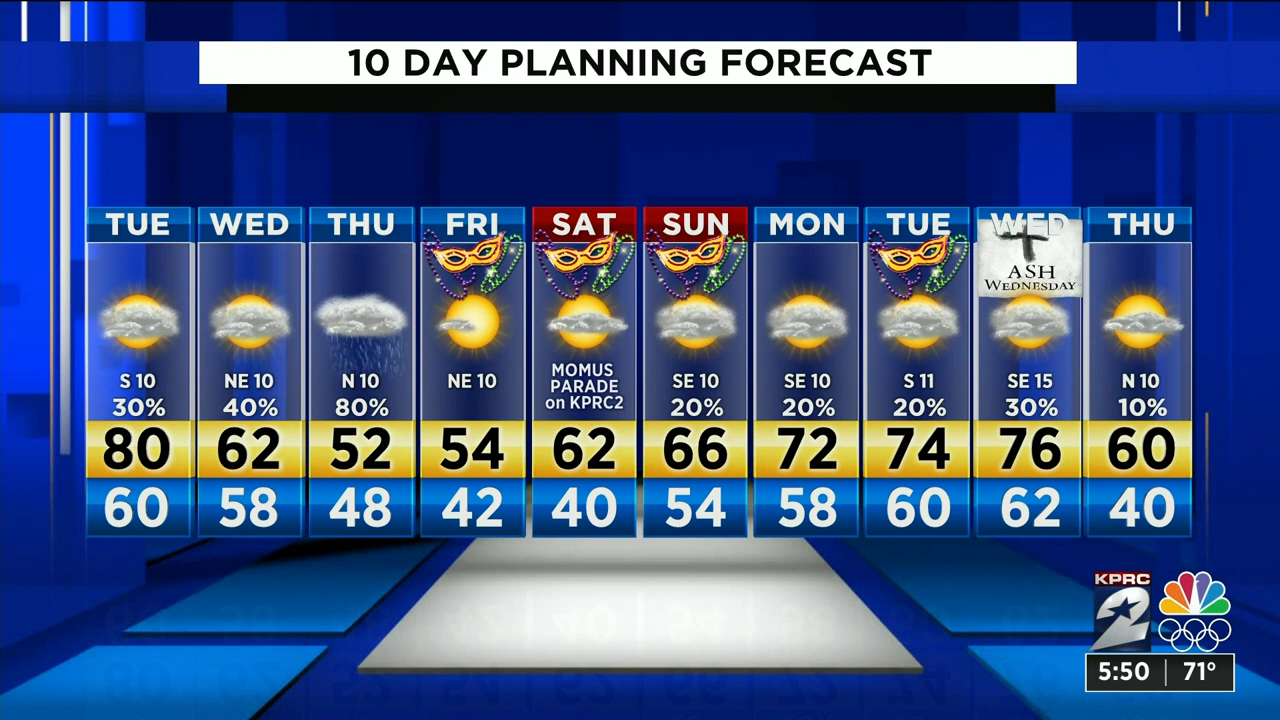 10 DAY PLANNING FORECAST
TUE WED THU FRI SAT SUN MON TUE WED THU
ASH
WEDNESDAY
MOMUS
PARADE
on KPRC2
S 10 NE 10 N 10 NE 10 SE 10 SE 10 S 11 SE 15 N 10
30% 40% 80% 20% 20% 20% 30% 10%
80 62 52 54 62 66 72 74 76 60
60 58 48 42 40 54 58 60 62 40
KPRC
2
5:50 71°